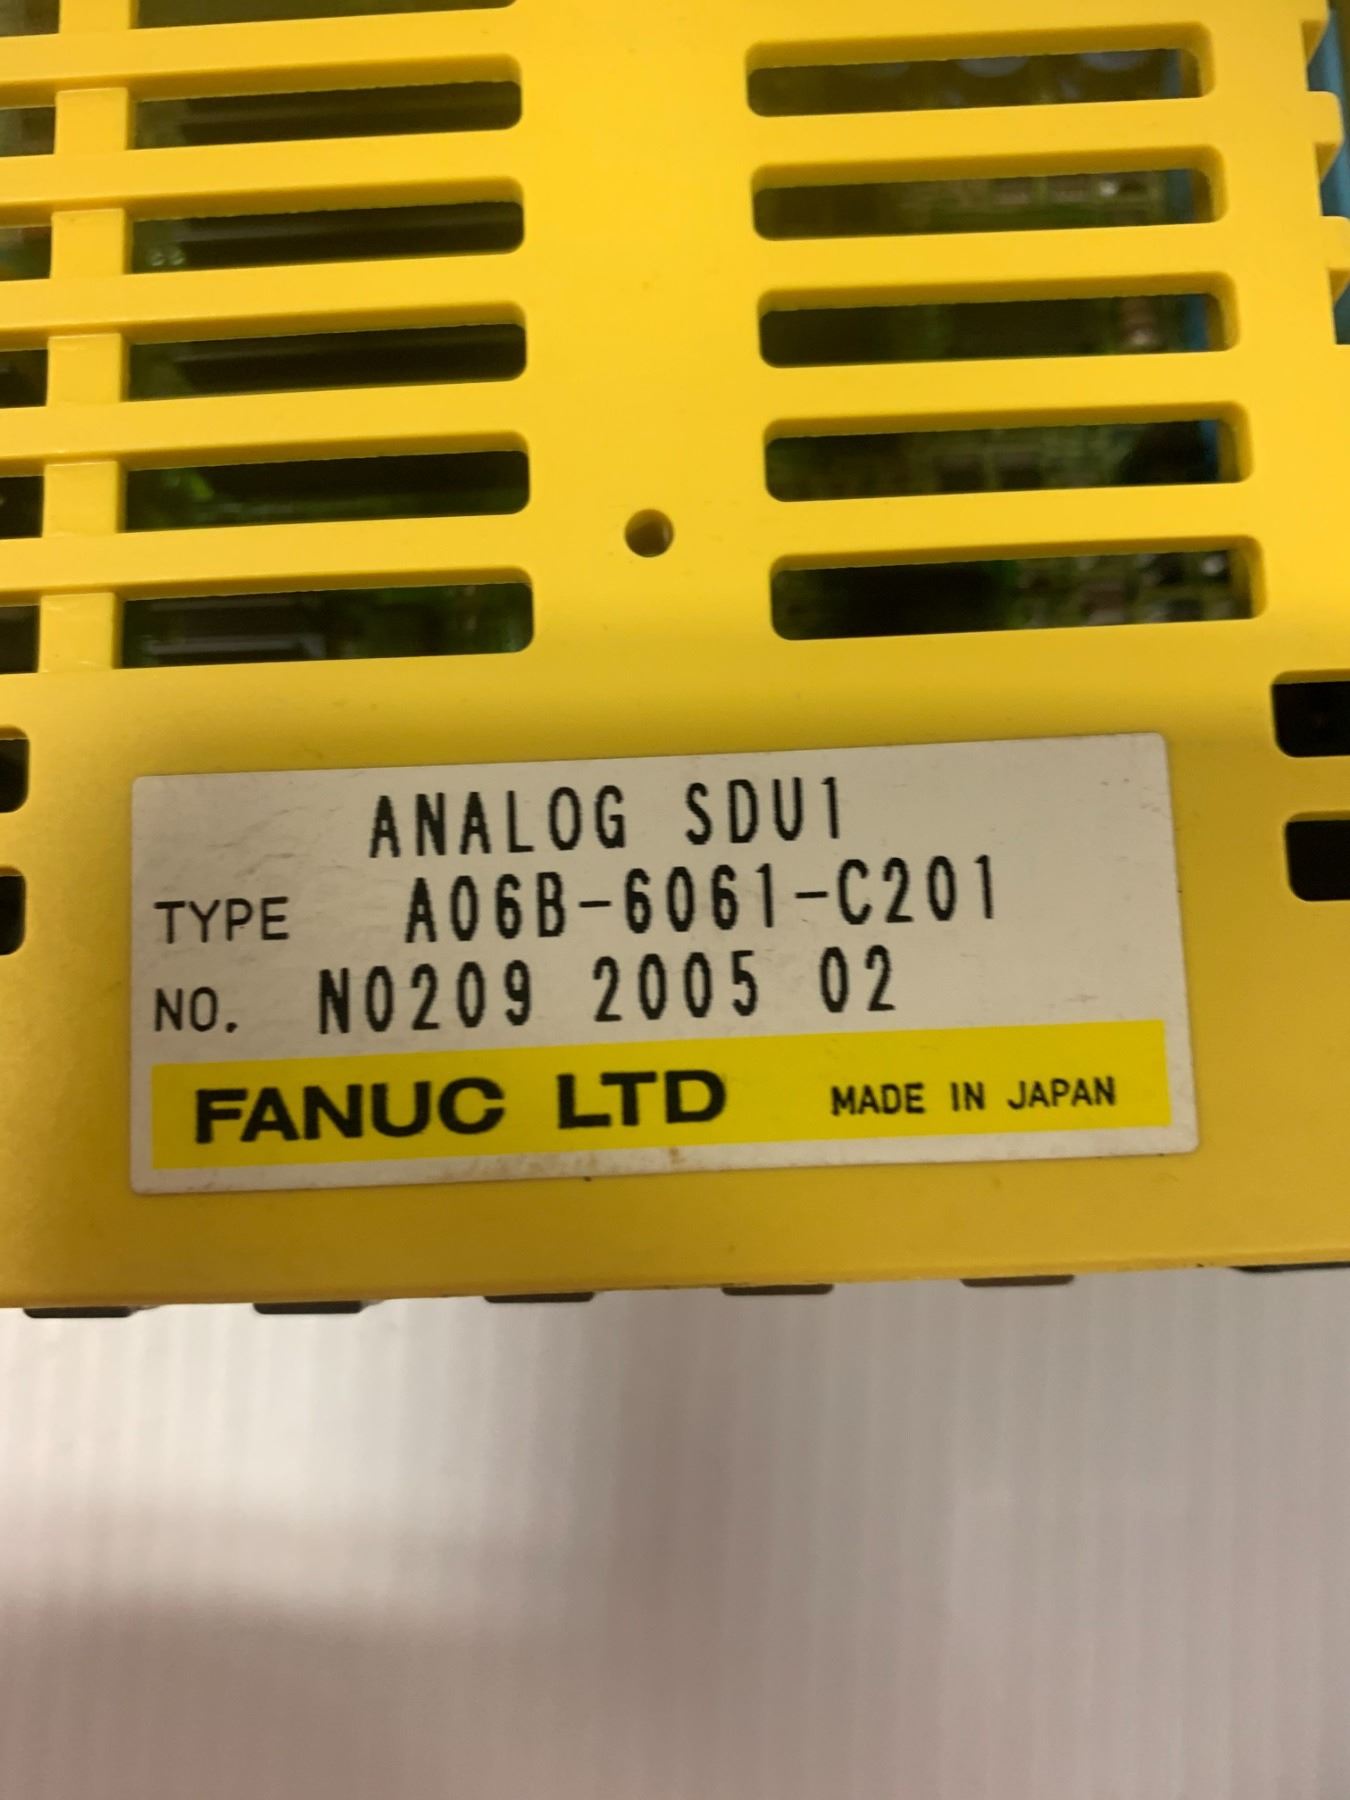 ANALOG SDU1
TYPE A06B-6061-C201
NO. N0209 2005 02
FANUC LTD MADE IN JAPAN